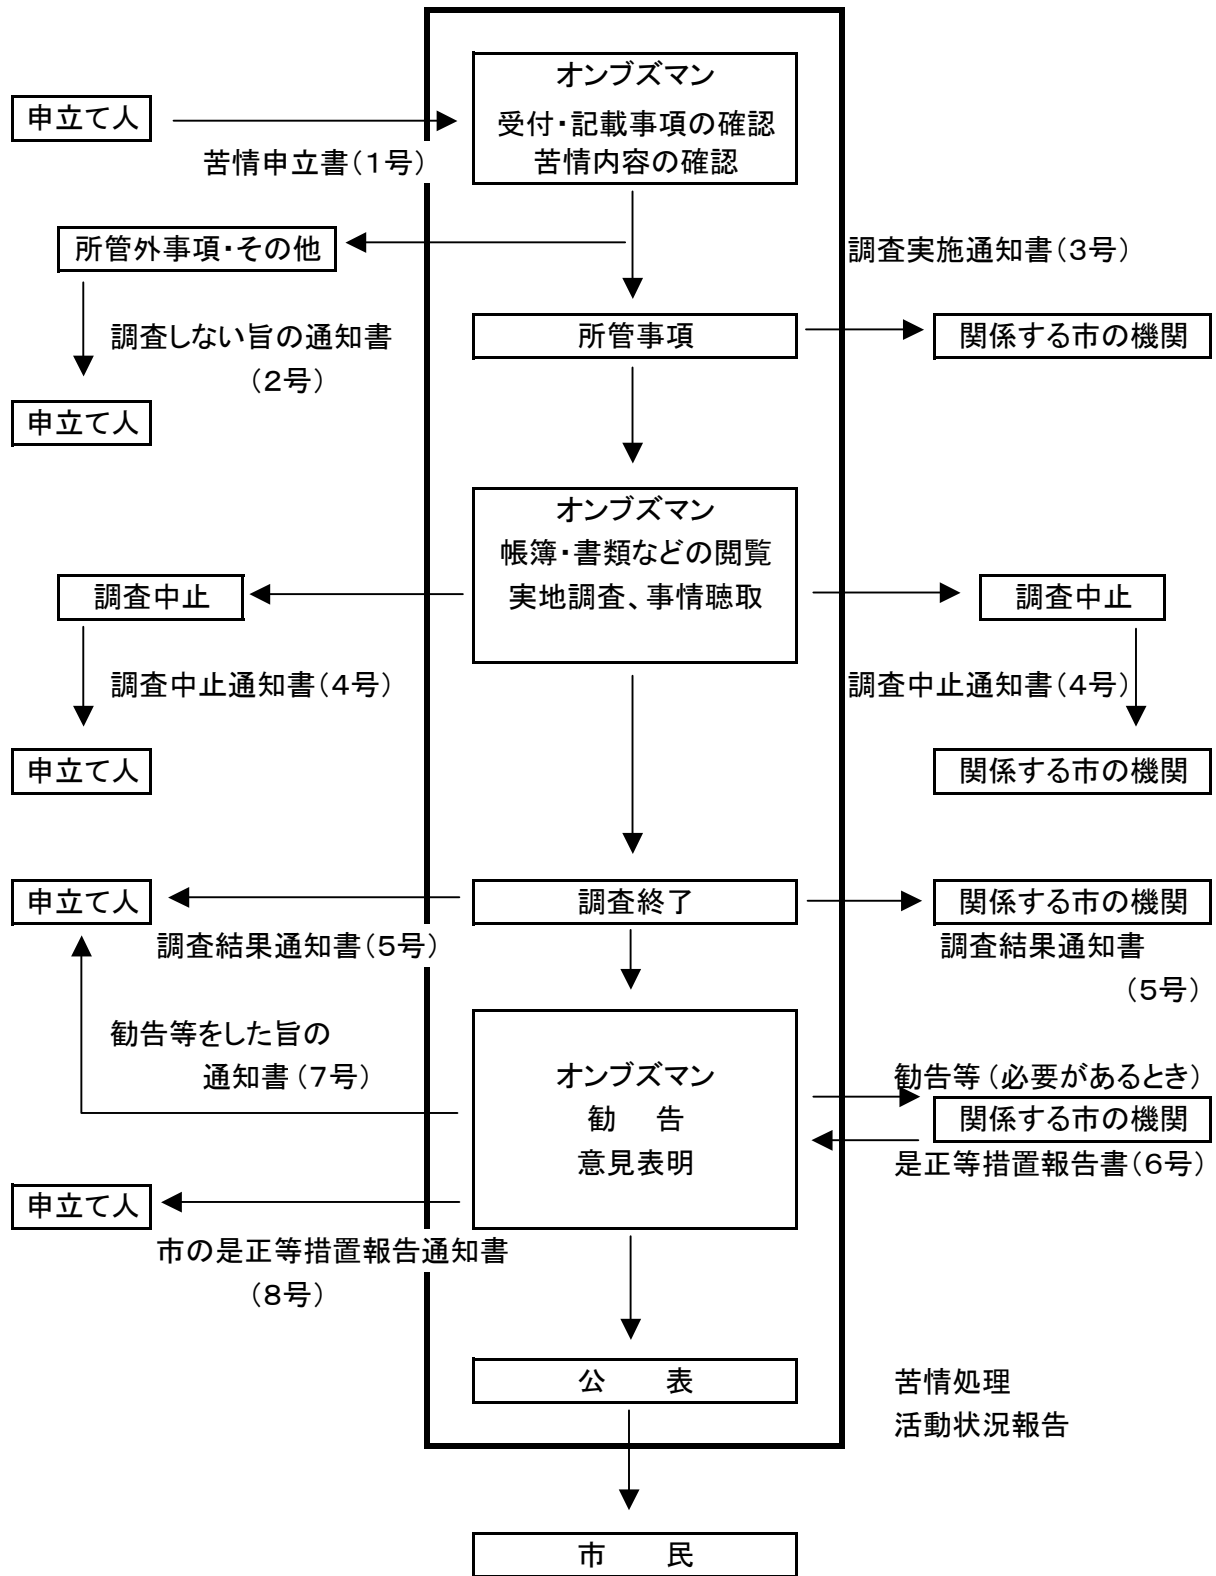 オンブズマン
申立て人
受付・記載事項の確認
苦情申立書(1号)
苦情内容の確認
所管外事項・その他
調査実施通知書(3号)
調査しない旨の通知書
(2号)
所管事項
関係する市の機関
申立て人
オンブズマン
帳簿・書類などの閲覧
実地調査、事情聴取
調査中止
調査中止
調査中止通知書(4号)
調査中止通知書(4号)
申立て人
関係する市の機関
申立て人
調査終了
関係する市の機関
調査結果通知書(5号)
調査結果通知書
(5号)
勧告等をした旨の
通知書(7号)
オンブズマン
勧　告
意見表明
勧告等(必要があるとき)
関係する市の機関
是正等措置報告書(6号)
申立て人
市の是正等措置報告通知書
(8号)
公　表
苦情処理
活動状況報告
市　民